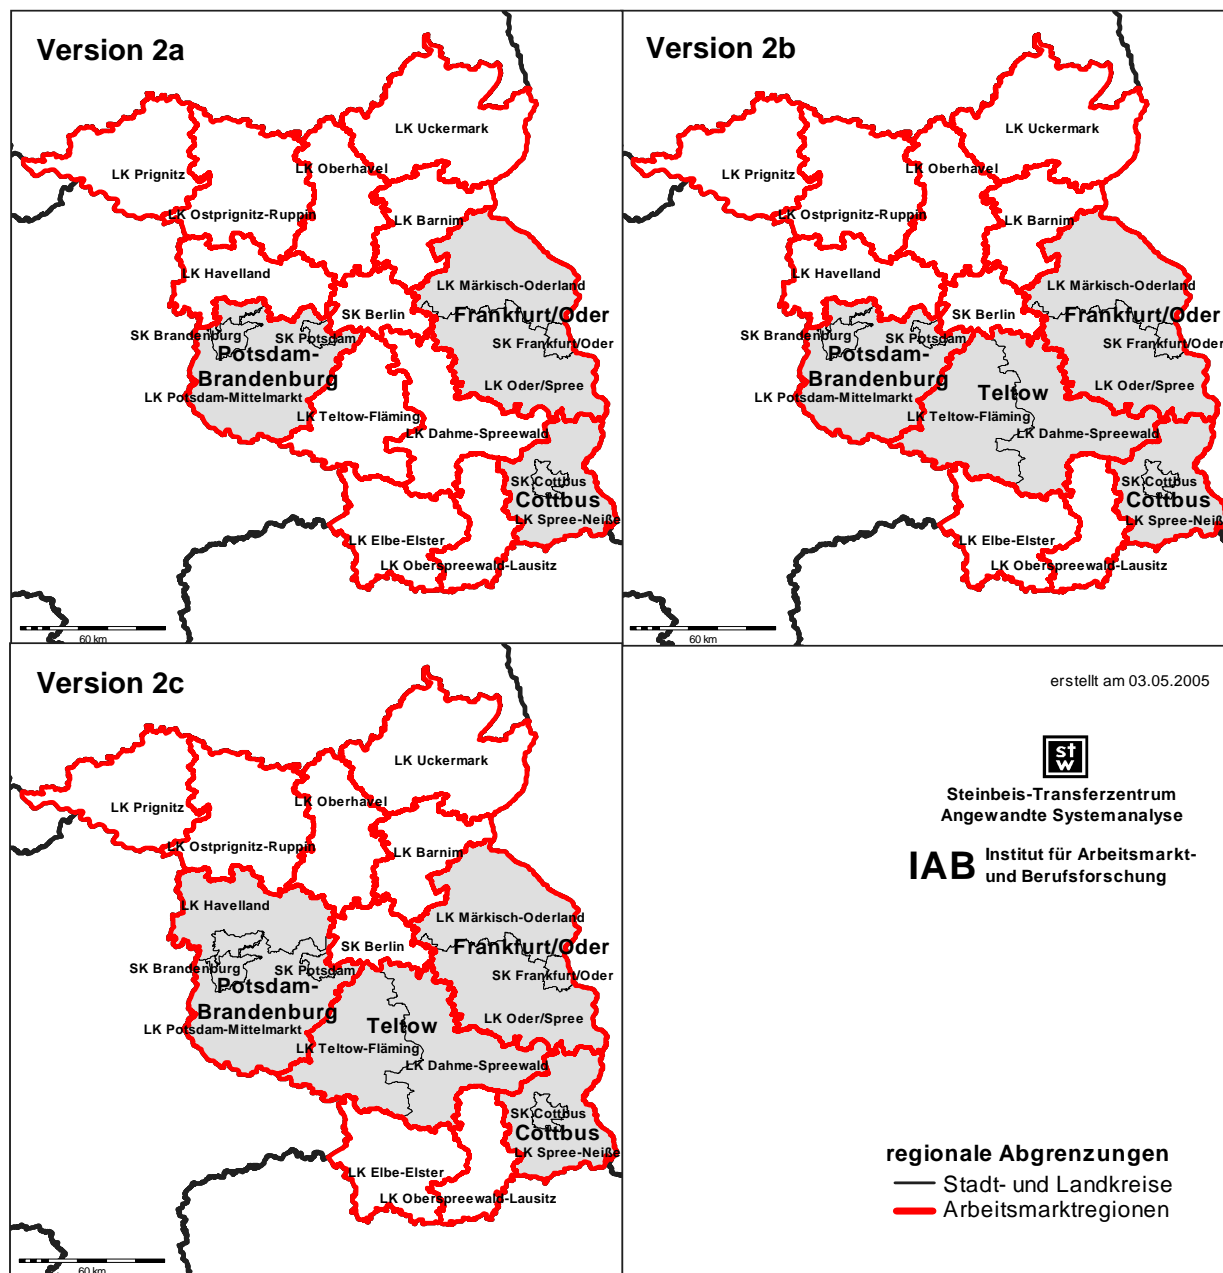 Version 2a
LK Uckermark
LK Prignitz
LK Oberhavel
LK Ostprignitz-Ruppin
LK Barnim
LK Havelland
LK Märkisch-Oderland
SK Berlin
Frankfurt/Oder
SK Brandenburg
SK Potsdam
SK Frankfurt/Oder
Potsdam-
Brandenburg
LK Oder/Spree
LK Potsdam-Mittelmarkt
LK Teltow-Fläming
LK Dahme-Spreewald
SK Cottbus
Cottbus
LK Spree-Neiße
LK Elbe-Elster
LK Oberspreewald-Lausitz
60 km
Version 2b
LK Uckermark
LK Prignitz
LK Oberhavel
LK Ostprignitz-Ruppin
LK Barnim
LK Havelland
LK Märkisch-Oderland
SK Berlin
Frankfurt/Oder
SK Brandenburg
SK Potsdam
SK Frankfurt/Oder
Potsdam-
Brandenburg
LK Oder/Spree
Teltow
LK Potsdam-Mittelmarkt
LK Teltow-Fläming
LK Dahme-Spreewald
SK Cottbus
Cottbus
LK Spree-Neiß
LK Elbe-Elster
LK Oberspreewald-Lausitz
60 km
Version 2c
LK Uckermark
LK Prignitz
LK Oberhavel
LK Ostprignitz-Ruppin
LK Barnim
LK Havelland
LK Märkisch-Oderland
SK Berlin
Frankfurt/Oder
SK Brandenburg
SK Potsdam
SK Frankfurt/Oder
Potsdam-
Brandenburg
LK Oder/Spree
Teltow
LK Potsdam-Mittelmarkt
LK Teltow-Fläming
LK Dahme-Spreewald
SK Cottbus
Cottbus
LK Spree-Neiße
LK Elbe-Elster
LK Oberspreewald-Lausitz
60 km
erstellt am 03.05.2005
st
w
Steinbeis-Transferzentrum
Angewandte Systemanalyse
IAB Institut für Arbeitsmarkt-
und Berufsforschung
regionale Abgrenzungen
Stadt- und Landkreise
Arbeitsmarktregionen